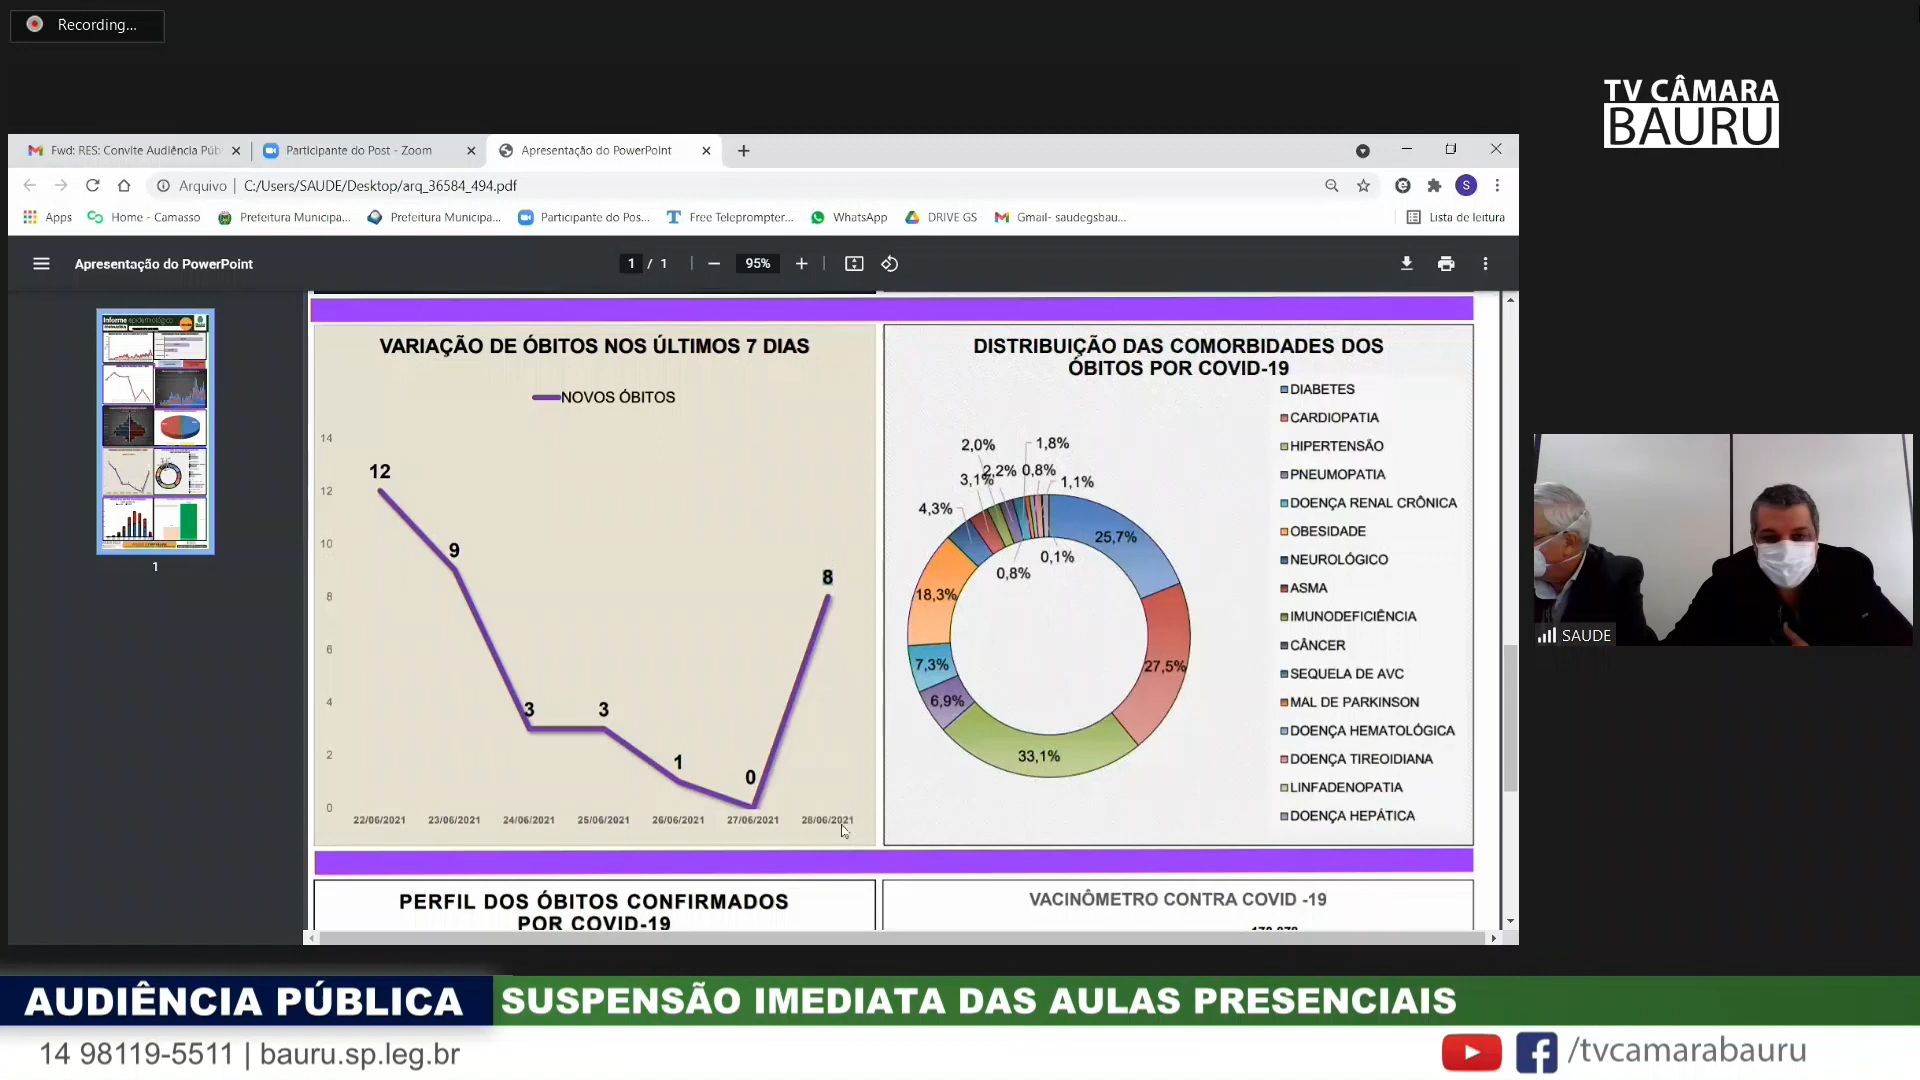 Recording...
TV CÂMARA
BAURU
Fwd: RES: Convite Audiência Púb
Participante do Post - Zoom
Apresentação do PowerPoint
Arquivo | C:/Users/SAUDE/Desktop/arq_36584_494.pdf
S
Apps
Home - Camasso
Prefeitura Municipa...
Prefeitura Municipa...
Participante do Pos...
Free Teleprompter...
WhatsApp
DRIVE GS
Gmail- saudegsbau...
Lista de leitura
Apresentação do PowerPoint
1 / 1
95%
1
VARIAÇÃO DE ÓBITOS NOS ÚLTIMOS 7 DIAS
NOVOS ÓBITOS
14
12
10
8
6
4
2
0
12
9
3
3
1
0
8
22/06/2021 23/06/2021 24/06/2021 25/06/2021 26/06/2021 27/06/2021 28/06/2021
DISTRIBUIÇÃO DAS COMORBIDADES DOS
ÓBITOS POR COVID-19
2,0%
1,8%
3,1%
2,2%
0,8%
1,1%
4,3%
25,7%
0,1%
0,8%
18,3%
7,3%
27,5%
6,9%
33,1%
DIABETES
CARDIOPATIA
HIPERTENSÃO
PNEUMOPATIA
DOENÇA RENAL CRÔNICA
OBESIDADE
NEUROLÓGICO
ASMA
IMUNODEFICIÊNCIA
CÂNCER
SEQUELA DE AVC
MAL DE PARKINSON
DOENÇA HEMATOLÓGICA
DOENÇA TIREOIDIANA
LINFADENOPATIA
DOENÇA HEPÁTICA
PERFIL DOS ÓBITOS CONFIRMADOS
POR COVID-19
VACINÔMETRO CONTRA COVID -19
SAUDE
AUDIÊNCIA PÚBLICA
SUSPENSÃO IMEDIATA DAS AULAS PRESENCIAIS
14 98119-5511 | bauru.sp.leg.br
/tvcamarabauru